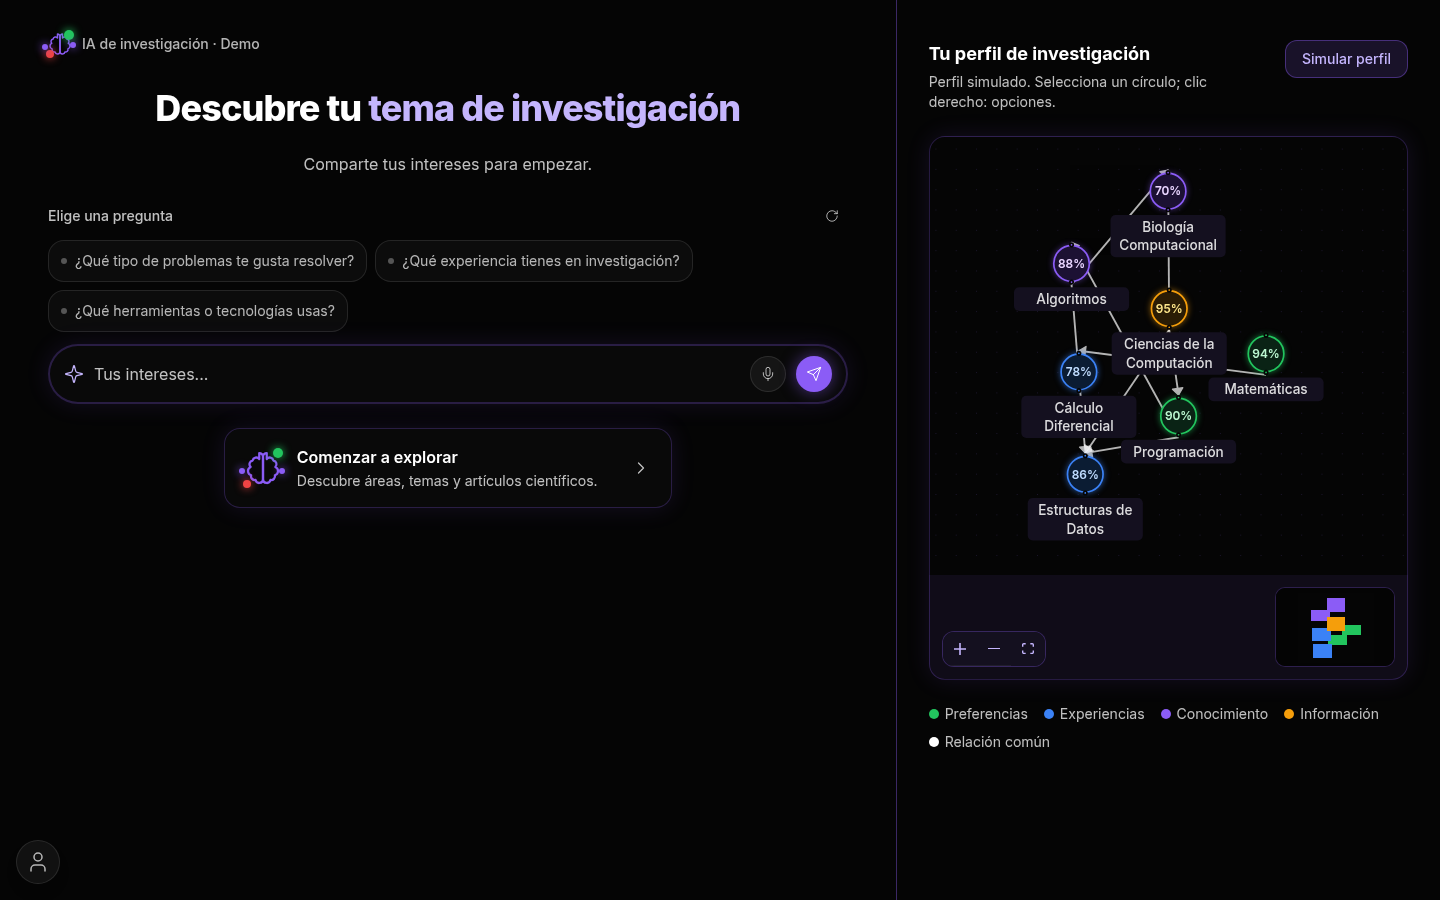 IA de investigación · Demo
Descubre tu tema de investigación
Comparte tus intereses para empezar.
Elige una pregunta
¿Qué tipo de problemas te gusta resolver?
¿Qué experiencia tienes en investigación?
¿Qué herramientas o tecnologías usas?
Tus intereses...
Comenzar a explorar
Descubre áreas, temas y artículos científicos.
Tu perfil de investigación
Perfil simulado. Selecciona un círculo; clic
derecho: opciones.
Simular perfil
70%
Biología
Computacional
88%
Algoritmos
95%
Ciencias de la
Computación
94%
Matemáticas
78%
Cálculo
Diferencial
90%
Programación
86%
Estructuras de
Datos
Preferencias
Experiencias
Conocimiento
Información
Relación común